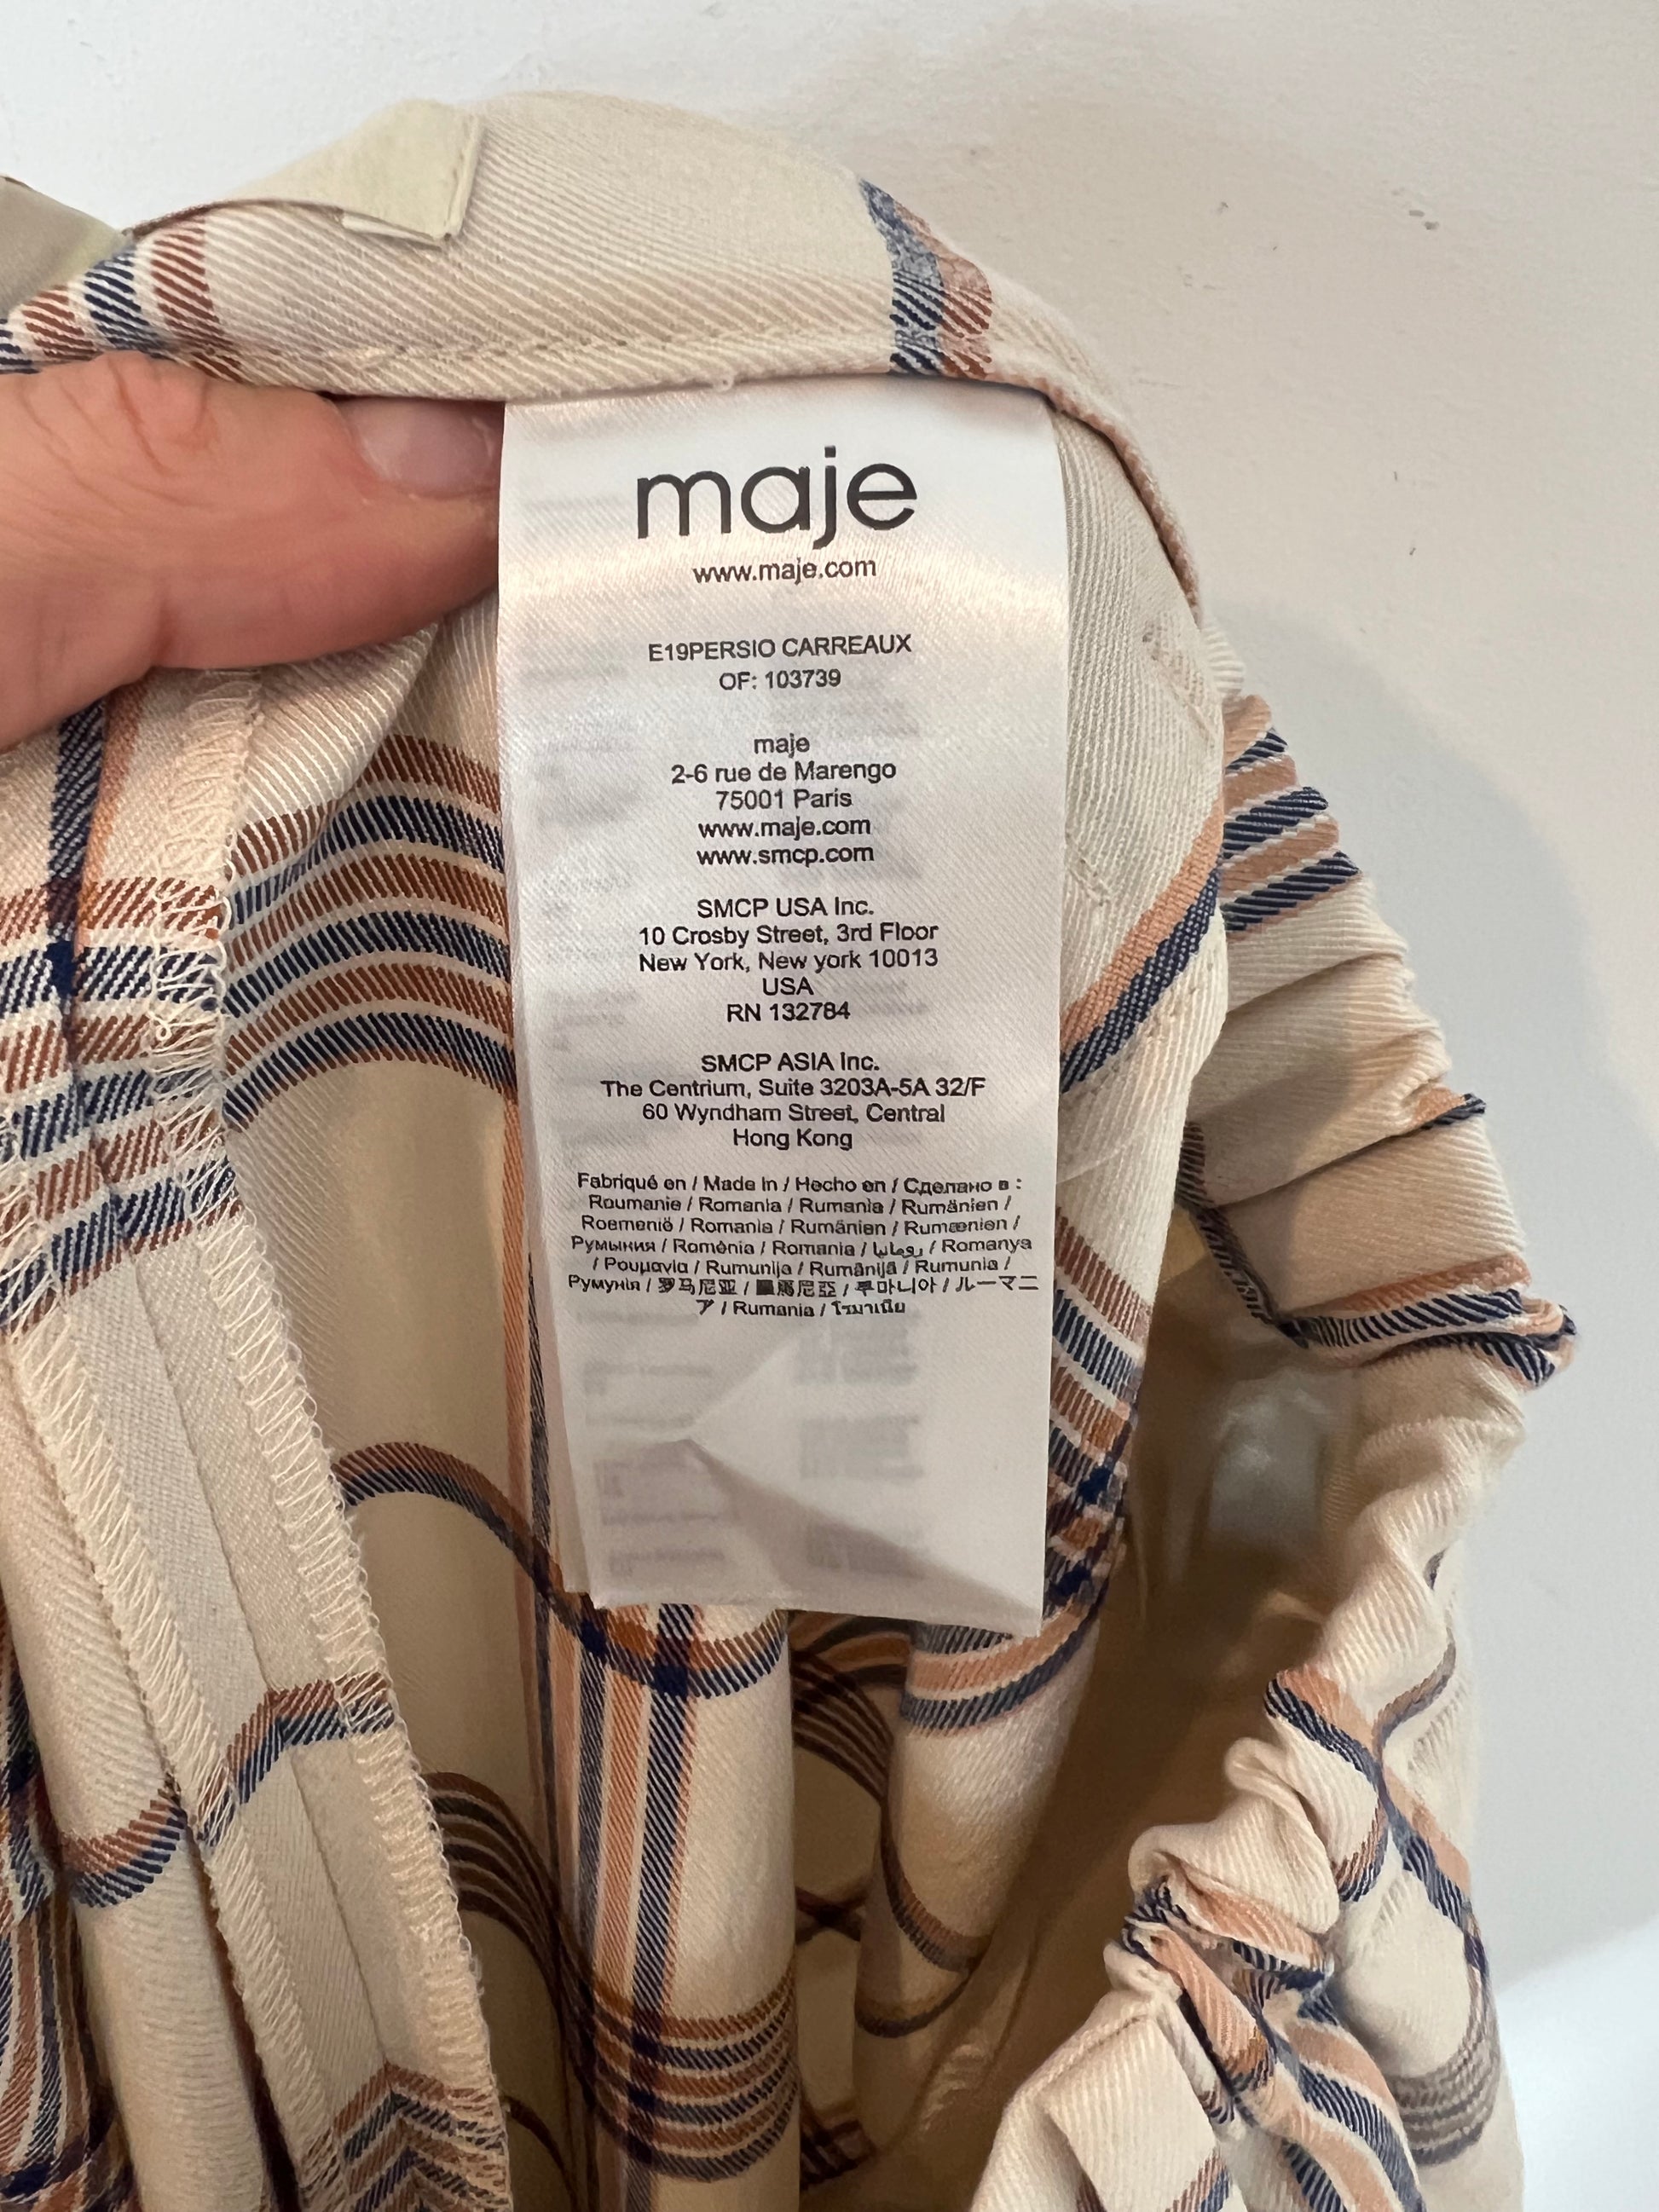 maje
www.maje.com
E19PERSIO CARREAUX
OF: 103739
maje
2-6 rue de Marengo
75001 Paris
www.maje.com
www.smcp.com
SMCP USA Inc.
10 Crosby Street, 3rd Floor
New York, New york 10013
USA
RN 132784
SMCP ASIA Inc.
The Centrium, Suite 3203A-5A 32/F
60 Wyndham Street, Central
Hong Kong
Fabriqué en / Made In / Hecho en / Сделано в :
Roumanie / Romania / Rumanìa / Rumänien /
Roemenië / Romania / Rumänien / Rumænien /
Румыния / Romênia / Romania / رومانيا / Romanya
/ Ρουμανία / Rumunija / Rumānijā / Rumunia /
Румунія / 罗马尼亚 / 羅馬尼亞 / 루마니아 / ルーマニ
ア / Rumania / โรมาเนีย